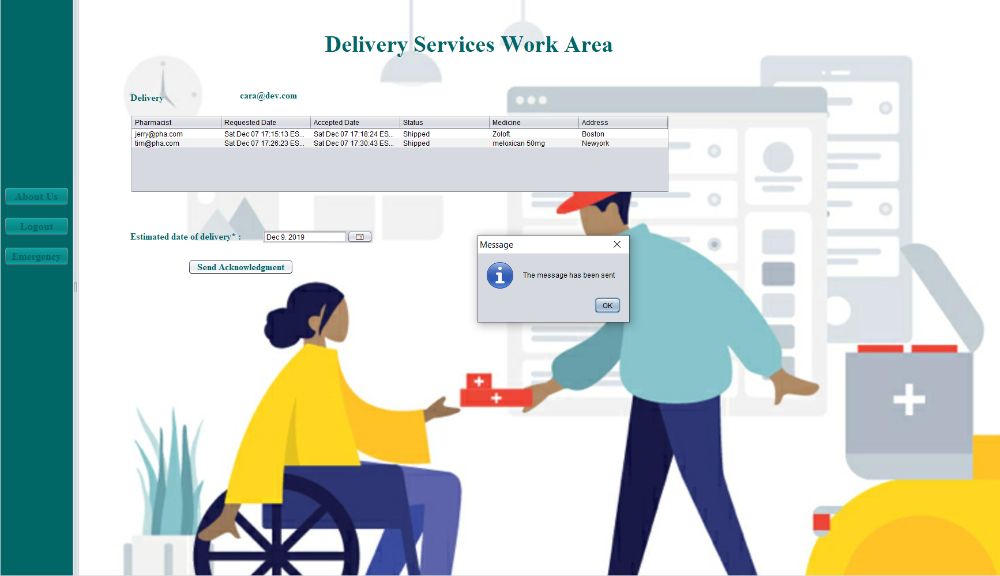 Delivery Services Work Area
Delivery cara@dev.com
Pharmacist Requested Date Accepted Date Status Medicine Address
jerry@pha.com Sat Dec 07 17:15:13 ES... Sat Dec 07 17:18:24 ES... Shipped Zoloft Boston
tim@pha.com Sat Dec 07 17:26:23 ES... Sat Dec 07 17:30:43 ES... Shipped meloxican 50mg Newyork
About Us
Logout
Emergency
Estimated date of delivery* : Dec 9, 2019
Send Acknowledgment
Message
The message has been sent
OK